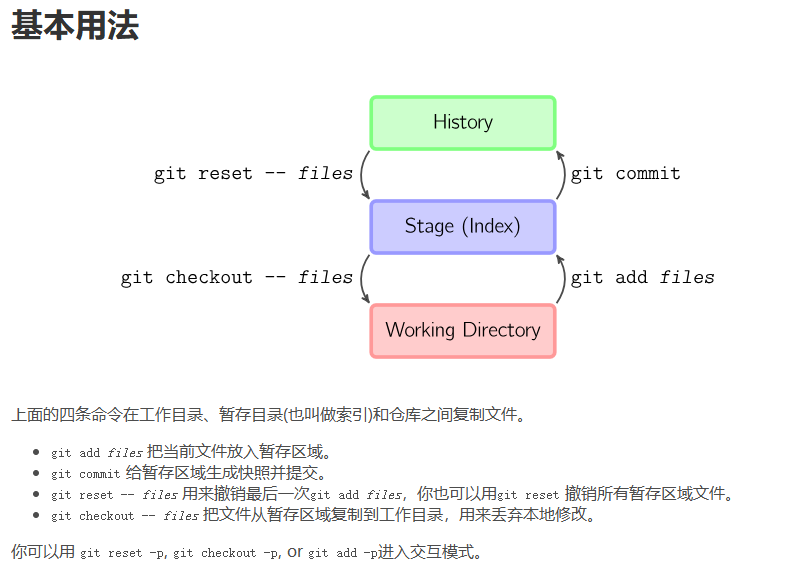 基本用法
History
git reset -- files
git commit
Stage (Index)
git checkout -- files
git add files
Working Directory
上面的四条命令在工作目录、暂存目录(也叫做索引)和仓库之间复制文件。
git add files 把当前文件放入暂存区域。
git commit 给暂存区域生成快照并提交。
git reset -- files 用来撤销最后一次git add files，你也可以用git reset 撤销所有暂存区域文件。
git checkout -- files 把文件从暂存区域复制到工作目录，用来丢弃本地修改。
你可以用 git reset -p, git checkout -p, or git add -p进入交互模式。